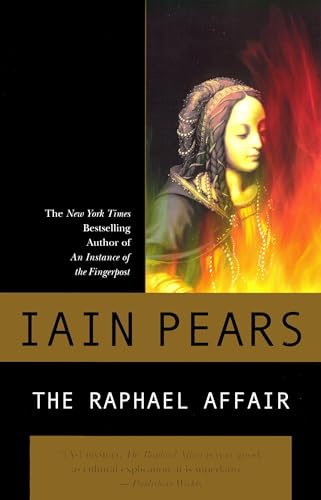 The New York Times
Bestselling
Author of
An Instance of
the Fingerpost
IAIN PEARS
THE RAPHAEL AFFAIR
"As a mystery, The Raphael Affair is very good;
as cultural explication, it is
— Publishers Weekly